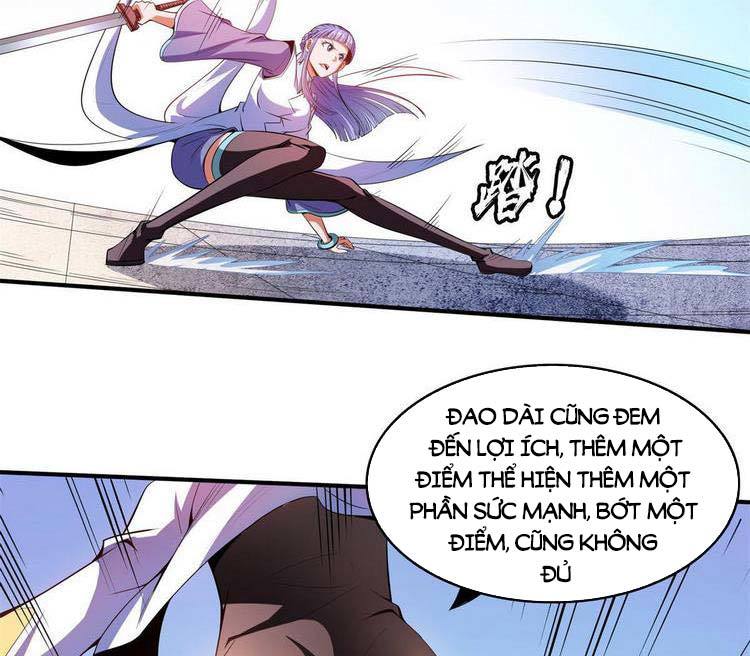 踏!
ĐAO DÀI CŨNG ĐEM
ĐẾN LỢI ÍCH, THÊM MỘT
ĐIỂM THỂ HIỆN THÊM MỘT
PHẦN SỨC MẠNH, BỚT MỘT
ĐIỂM, CŨNG KHÔNG
ĐỦ